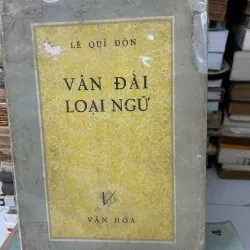 LÊ QUÍ ĐÔN
VÂN ĐÀI
LOẠI NGỮ
VĂN HÓA